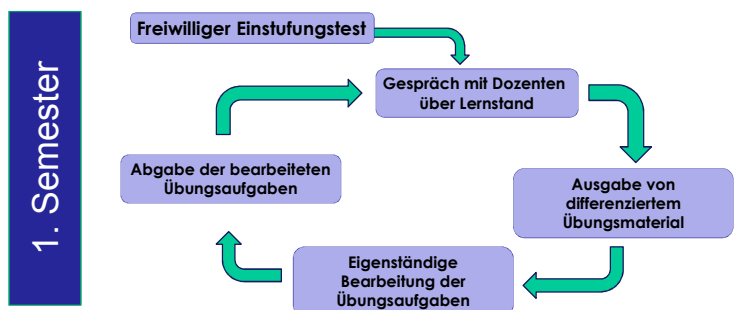 1. Semester
Freiwilliger Einstufungstest
Gespräch mit Dozenten
über Lernstand
Ausgabe von
differenziertem
Übungsmaterial
Eigenständige
Bearbeitung der
Übungsaufgaben
Abgabe der bearbeiteten
Übungsaufgaben